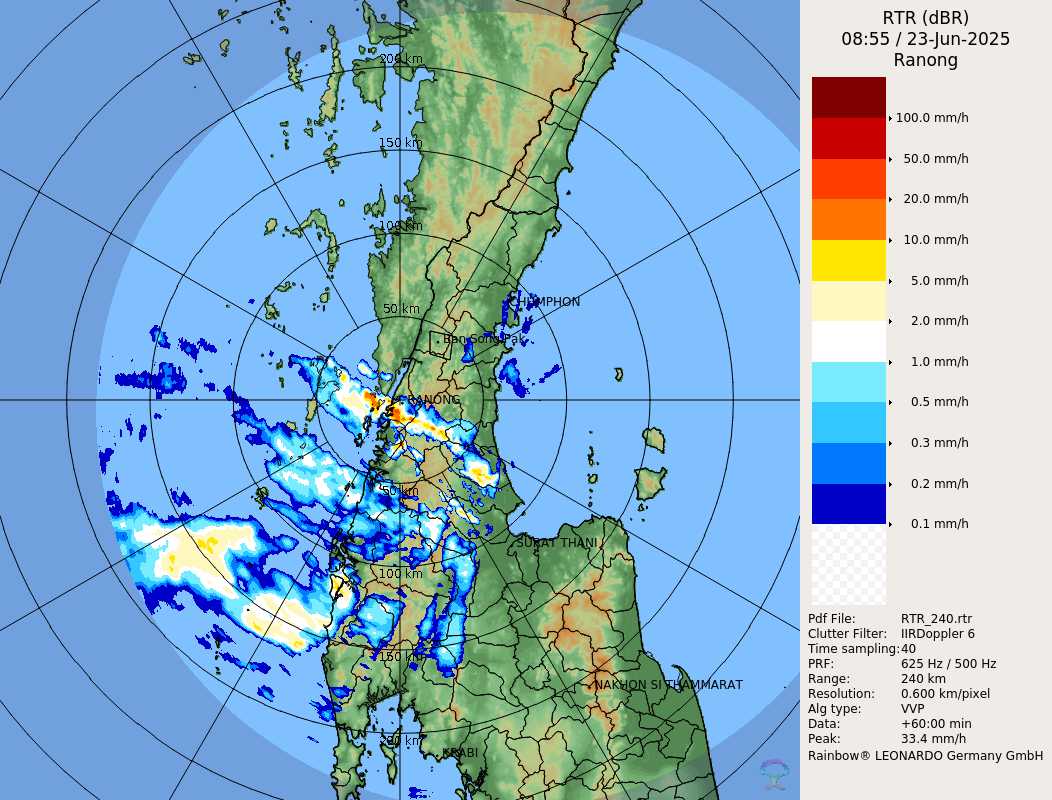 200 km
150 km
100 km
CHUMPHON
50 km
Ban Song Pak
RANONG
50 km
SURAT THANI
100 km
150 km
NAKHON SI THAMMARAT
200 km
KRABI
RTR (dBR)
08:55 / 23-Jun-2025
Ranong
100.0 mm/h
50.0 mm/h
20.0 mm/h
10.0 mm/h
5.0 mm/h
2.0 mm/h
1.0 mm/h
0.5 mm/h
0.3 mm/h
0.2 mm/h
0.1 mm/h
Pdf File: RTR_240.rtr
Clutter Filter: IIRDoppler 6
Time sampling:40
PRF: 625 Hz / 500 Hz
Range: 240 km
Resolution: 0.600 km/pixel
Alg type: VVP
Data: +60:00 min
Peak: 33.4 mm/h
Rainbow® LEONARDO Germany GmbH